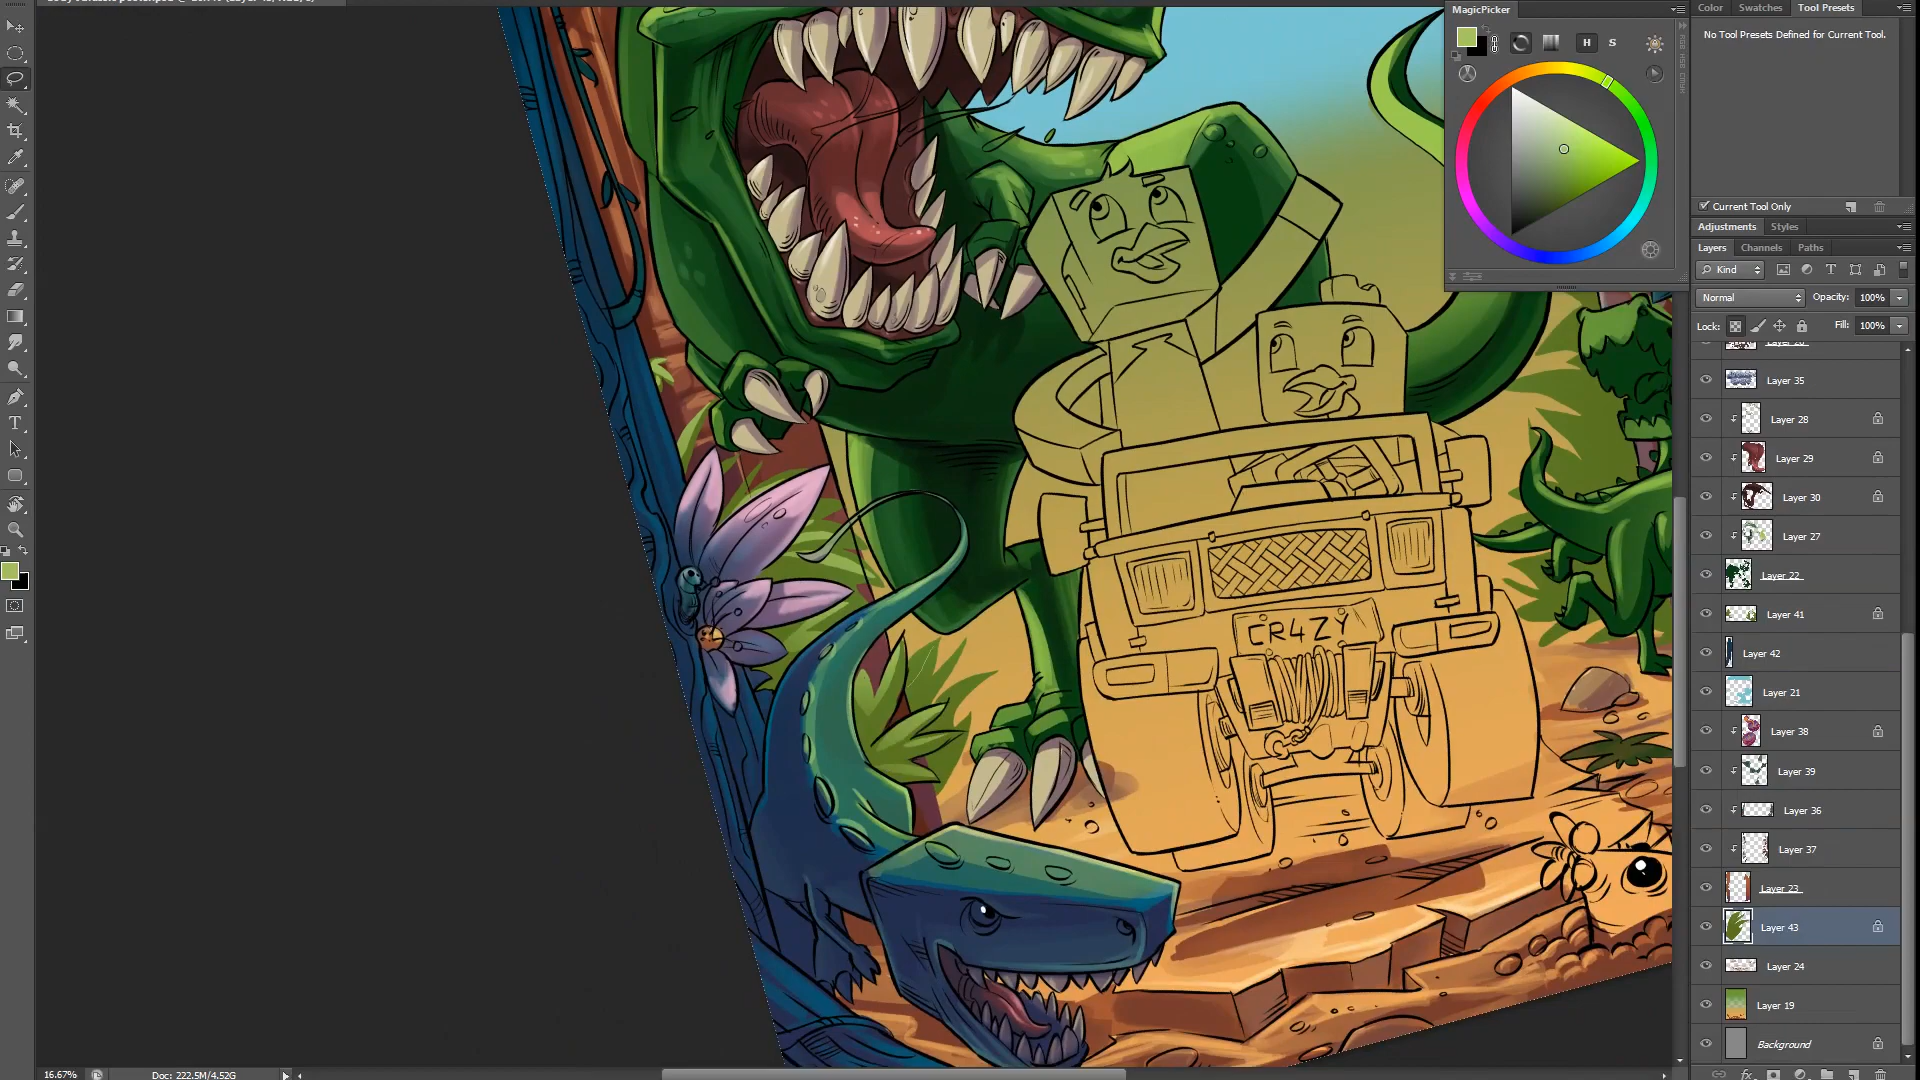 MagicPicker
Color Swatches Tool Presets
No Tool Presets Defined for Current Tool.
H S
Current Tool Only
Adjustments Styles
Layers Channels Paths
Kind
Normal Opacity: 100%
Lock: Fill: 100%
Layer 35
Layer 28
Layer 29
Layer 30
Layer 27
Layer 22
Layer 41
Layer 42
Layer 21
Layer 38
Layer 39
Layer 36
Layer 37
Layer 23
Layer 43
Layer 24
Layer 19
Background
CR4ZY
16.67% Doc: 222.5M/4.52G